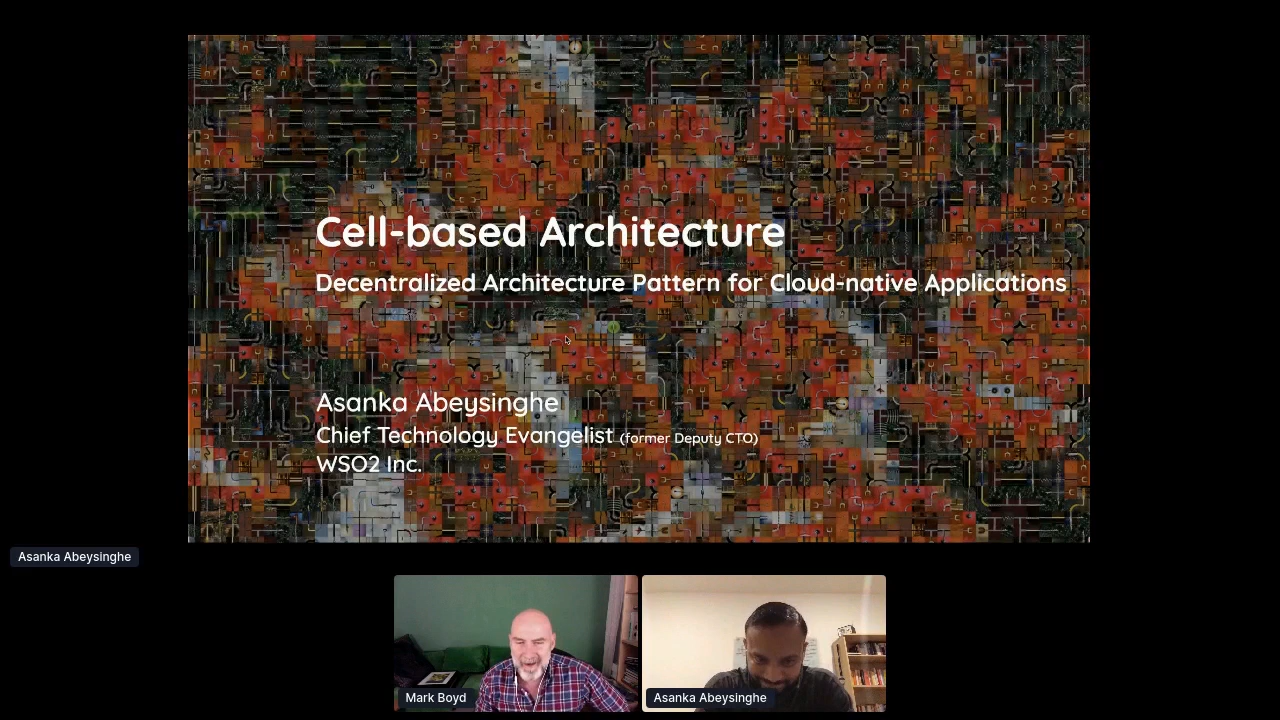 Cell-based Architecture
Decentralized Architecture Pattern for Cloud-native Applications
Asanka Abeysinghe
Chief Technology Evangelist (former Deputy CTO)
WSO2 Inc.
Asanka Abeysinghe
Mark Boyd
Asanka Abeysinghe